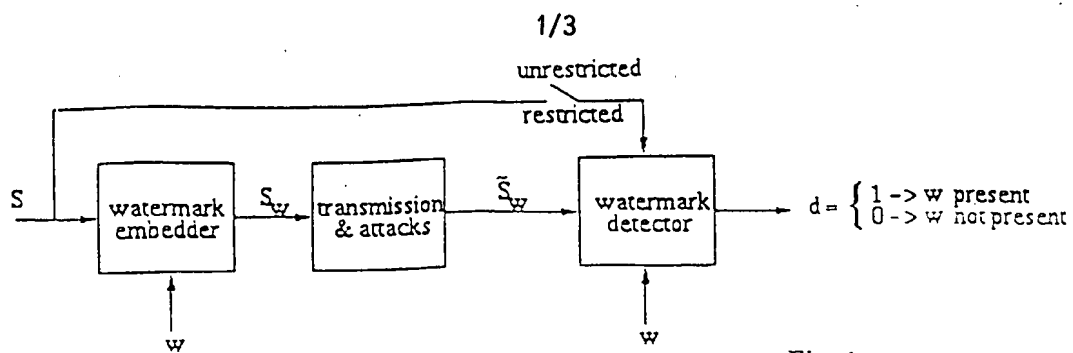 1/3
unrestricted
restricted
S
watermark
embedder
S_w
transmission
& attacks
S̃_w
watermark
detector
d = { 1 -> w present
0 -> w not present
w
w